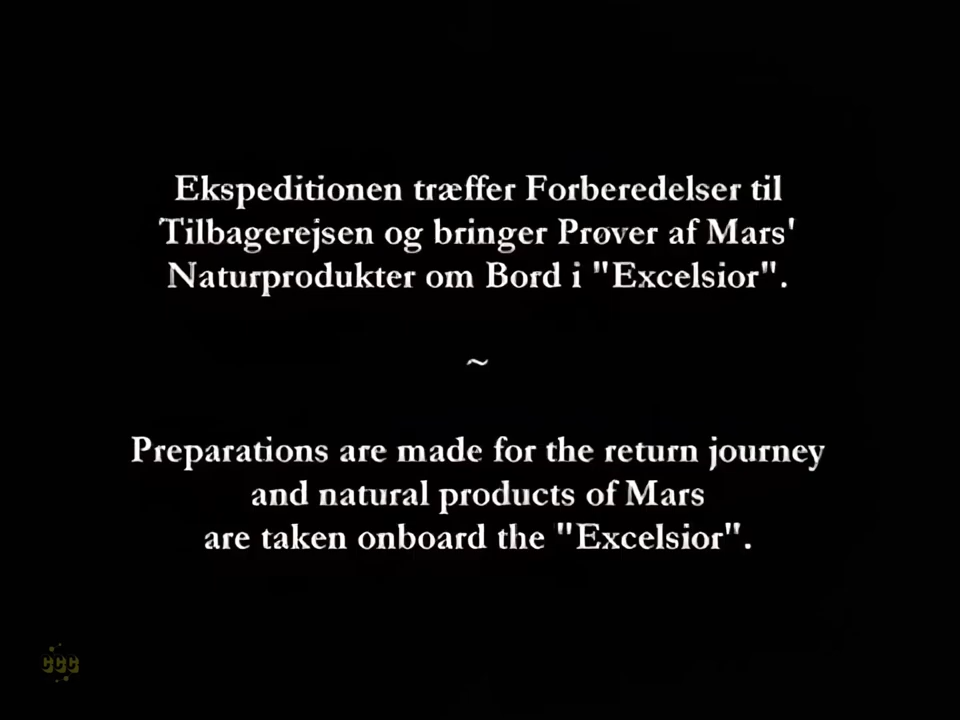 Ekspeditionen træffer Forberedelser til
Tilbagerejsen og bringer Prøver af Mars'
Naturprodukter om Bord i "Excelsior".
~
Preparations are made for the return journey
and natural products of Mars
are taken onboard the "Excelsior".
CCC